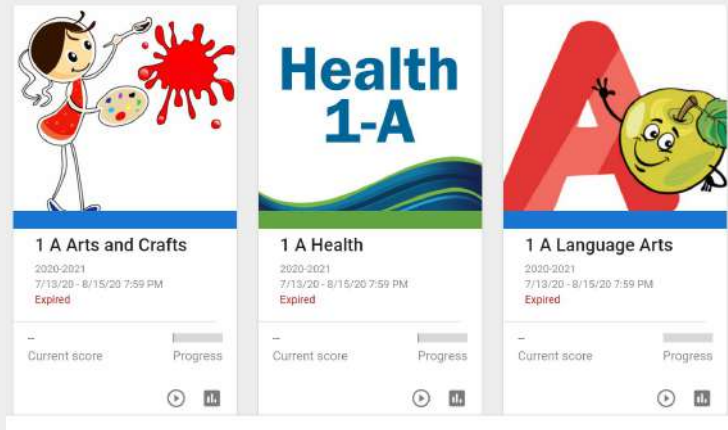 1 A Arts and Crafts
2020-2021
7/13/20 - 8/15/20 7:59 PM
Expired
--
Current score
Progress
Health
1-A
1 A Health
2020-2021
7/13/20 - 8/15/20 7:59 PM
Expired
--
Current score
Progress
A
1 A Language Arts
2020-2021
7/13/20 - 8/15/20 7:59 PM
Expired
--
Current score
Progress